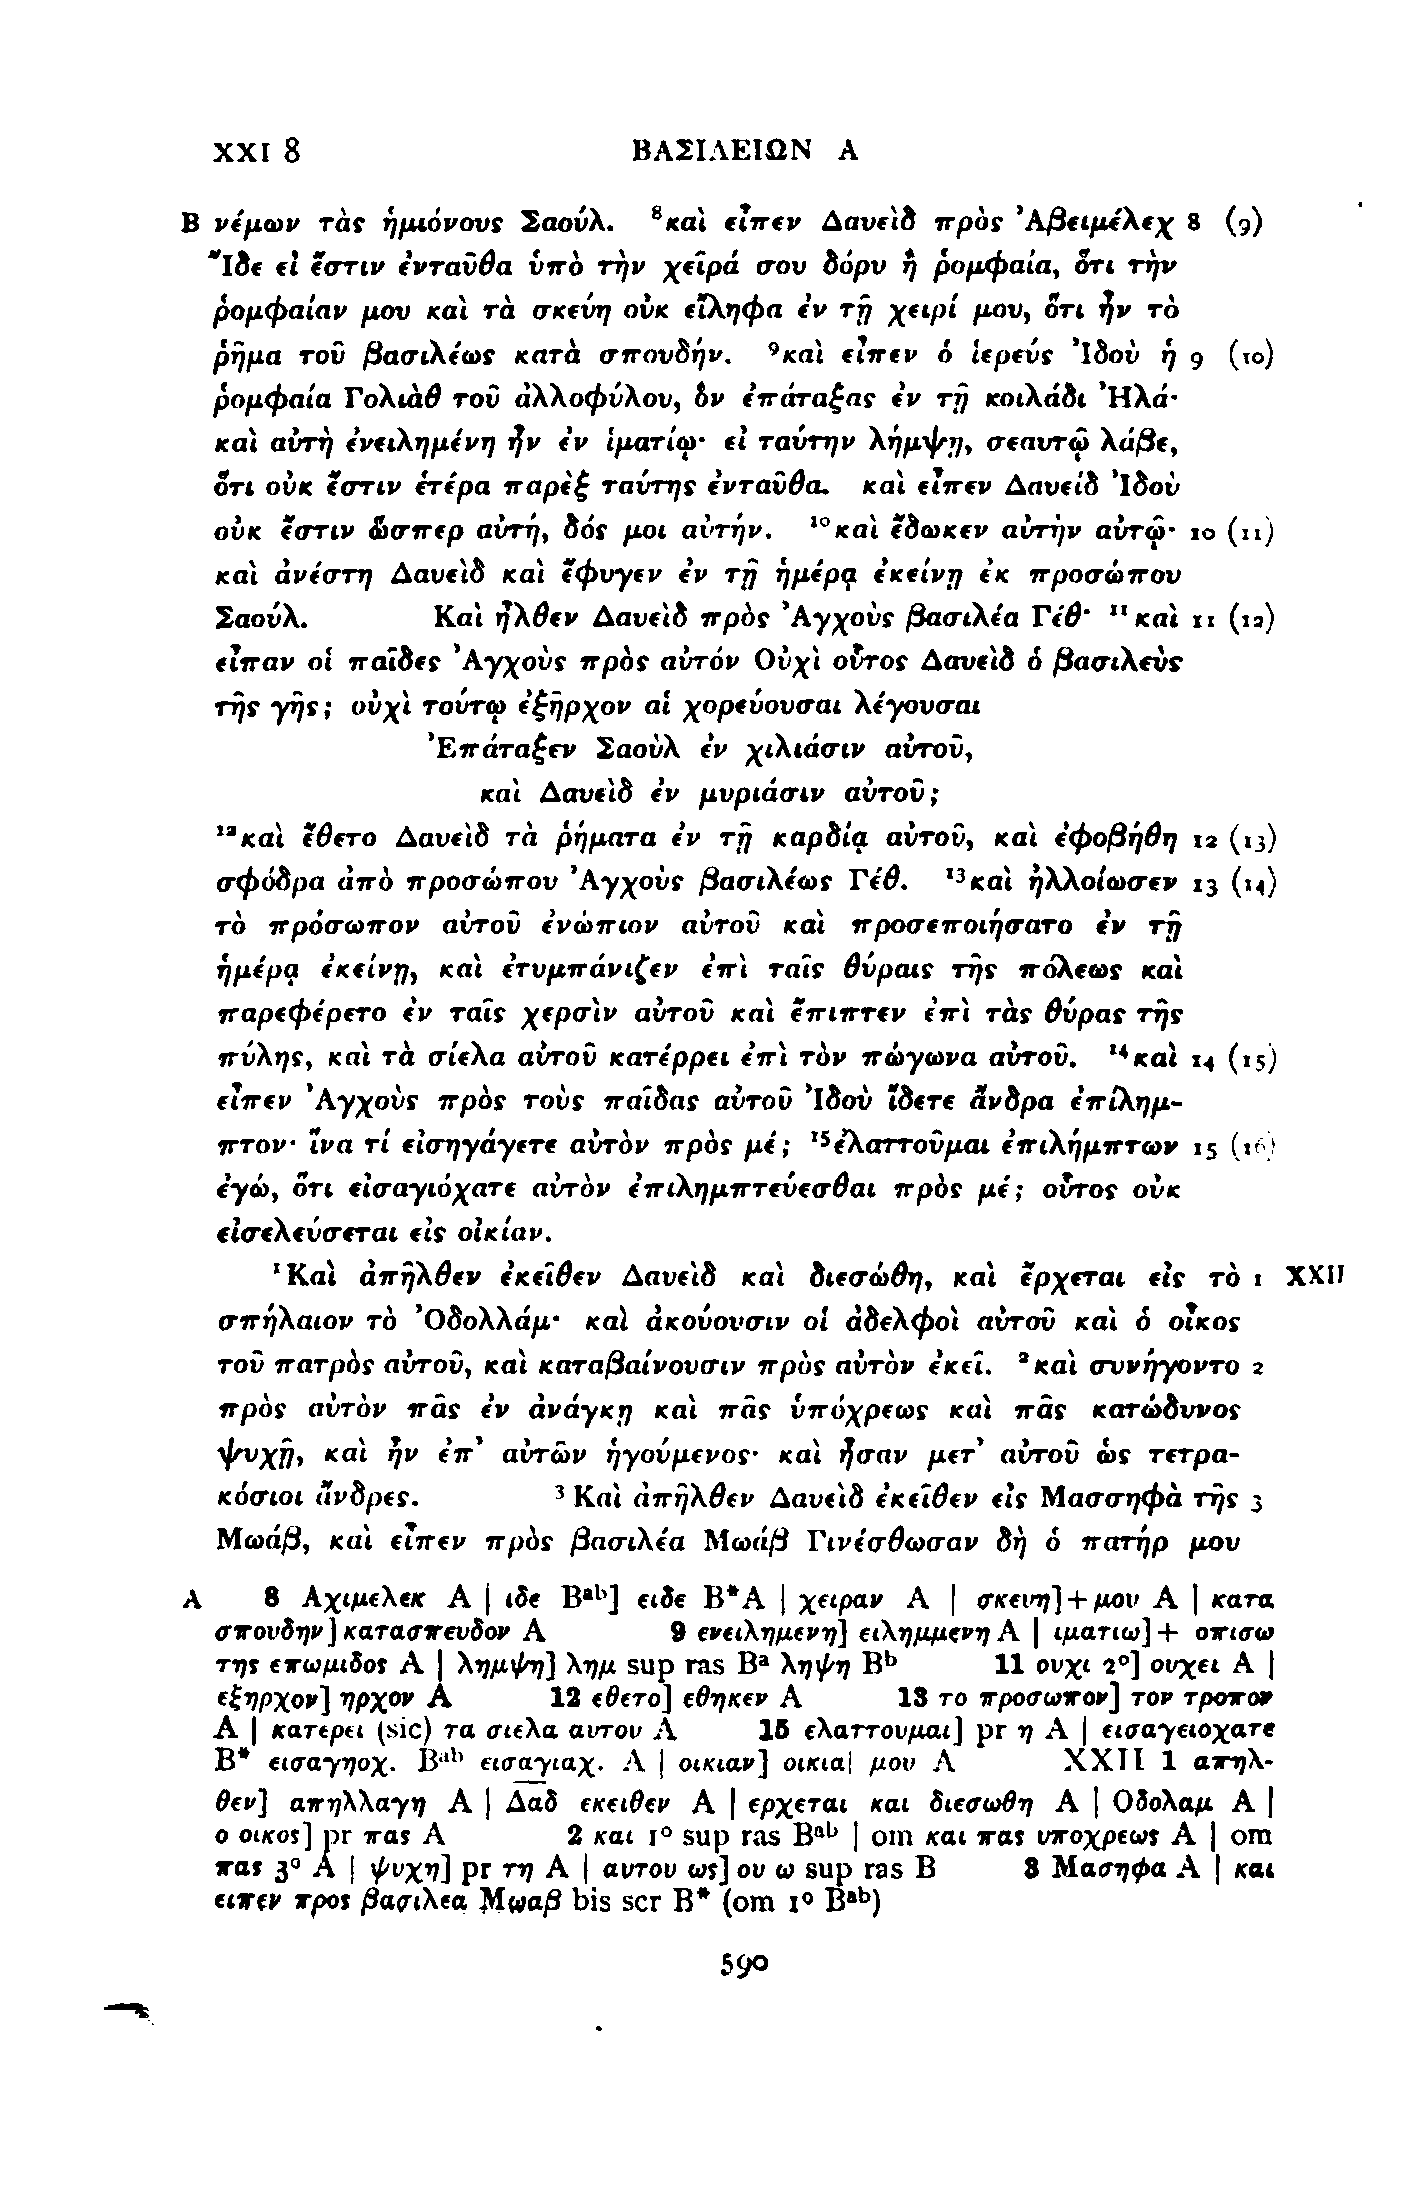 XXI 8 ΒΑΣΙΛΕΙΩΝ Α
B νέμων τὰς ἡμιόνους Σαούλ. ⁸καὶ εἶπεν Δαυεὶδ πρὸς Ἀβειμέλεχ 8 (9)
Ἴδε εἰ ἔστιν ἐνταῦθα ὑπὸ τὴν χεῖρά σου δόρυ ἢ ῥομφαία, ὅτι τὴν
ῥομφαίαν μου καὶ τὰ σκεύη οὐκ εἴληφα ἐν τῇ χειρί μου, ὅτι ἦν τὸ
ῥῆμα τοῦ βασιλέως κατὰ σπουδήν. ⁹καὶ εἶπεν ὁ ἱερεύς Ἰδοὺ ἡ 9 (10)
ῥομφαία Γολιὰθ τοῦ ἀλλοφύλου, ὃν ἐπάταξας ἐν τῇ κοιλάδι Ἠλά·
καὶ αὐτὴ ἐνειλημένη ἦν ἐν ἱματίῳ· εἰ ταύτην λήμψῃ, σεαυτῷ λάβε,
ὅτι οὐκ ἔστιν ἑτέρα παρὲξ ταύτης ἐνταῦθα. καὶ εἶπεν Δαυείδ Ἰδοὺ
οὐκ ἔστιν ὥσπερ αὐτή, δός μοι αὐτήν. ¹⁰καὶ ἔδωκεν αὐτὴν αὐτῷ· 10 (11)
καὶ ἀνέστη Δαυεὶδ καὶ ἔφυγεν ἐν τῇ ἡμέρᾳ ἐκείνῃ ἐκ προσώπου
Σαούλ. Καὶ ἦλθεν Δαυεὶδ πρὸς Ἀγχοὺς βασιλέα Γέθ· ¹¹καὶ 11 (12)
εἶπαν οἱ παῖδες Ἀγχοὺς πρὸς αὐτόν Οὐχὶ οὗτος Δαυεὶδ ὁ βασιλεὺς
τῆς γῆς; οὐχὶ τούτῳ ἐξῆρχον αἱ χορεύουσαι λέγουσαι
Ἐπάταξεν Σαοὺλ ἐν χιλιάσιν αὐτοῦ,
καὶ Δαυεὶδ ἐν μυριάσιν αὐτοῦ;
¹²καὶ ἔθετο Δαυεὶδ τὰ ῥήματα ἐν τῇ καρδίᾳ αὐτοῦ, καὶ ἐφοβήθη 12 (13)
σφόδρα ἀπὸ προσώπου Ἀγχοὺς βασιλέως Γέθ. ¹³καὶ ἠλλοίωσεν 13 (14)
τὸ πρόσωπον αὐτοῦ ἐνώπιον αὐτοῦ καὶ προσεποιήσατο ἐν τῇ
ἡμέρᾳ ἐκείνῃ, καὶ ἐτυμπάνιζεν ἐπὶ ταῖς θύραις τῆς πόλεως καὶ
παρεφέρετο ἐν ταῖς χερσὶν αὐτοῦ καὶ ἔπιπτεν ἐπὶ τὰς θύρας τῆς
πύλης, καὶ τὰ σίελα αὐτοῦ κατέρρει ἐπὶ τὸν πώγωνα αὐτοῦ. ¹⁴καὶ 14 (15)
εἶπεν Ἀγχοὺς πρὸς τοὺς παῖδας αὐτοῦ Ἰδοὺ ἴδετε ἄνδρα ἐπίλημ-
πτον· ἵνα τί εἰσηγάγετε αὐτὸν πρὸς μέ; ¹⁵ἐλαττοῦμαι ἐπιλήμπτων 15 (16)
ἐγώ, ὅτι εἰσαγιόχατε αὐτὸν ἐπιλημπτεύεσθαι πρὸς μέ; οὗτος οὐκ
εἰσελεύσεται εἰς οἰκίαν.
¹Καὶ ἀπῆλθεν ἐκεῖθεν Δαυεὶδ καὶ διεσώθη, καὶ ἔρχεται εἰς τὸ 1 XXII
σπήλαιον τὸ Ὀδολλάμ· καὶ ἀκούουσιν οἱ ἀδελφοὶ αὐτοῦ καὶ ὁ οἶκος
τοῦ πατρὸς αὐτοῦ, καὶ καταβαίνουσιν πρὸς αὐτὸν ἐκεῖ. ²καὶ συνήγοντο 2
πρὸς αὐτὸν πᾶς ἐν ἀνάγκῃ καὶ πᾶς ὑπόχρεως καὶ πᾶς κατώδυνος
ψυχῇ, καὶ ἦν ἐπ’ αὐτῶν ἡγούμενος· καὶ ἦσαν μετ’ αὐτοῦ ὡς τετρα-
κόσιοι ἄνδρες. ³Καὶ ἀπῆλθεν Δαυεὶδ ἐκεῖθεν εἰς Μασσηφὰ τῆς 3
Μωάβ, καὶ εἶπεν πρὸς βασιλέα Μωάβ Γινέσθωσαν δὴ ὁ πατήρ μου
A 8 Αχιμελεκ A | ιδε Bᵃᵇ] ειδε B*A | χειραν A | σκευη]+μου A | κατα
σπουδην] κατασπευδον A 9 ενειλημενη] ειλημμενη A | ιματιω]+ οπισω
της επωμιδος A | λημψη] λημ sup ras Bᵃ ληψη Bᵇ 11 ουχι 2°] ουχει A |
εξηρχον] ηρχον A 12 εθετο] εθηκεν A 13 το προσωπον] τον τροπον
A | κατερει (sic) τα σιελα αυτου A 15 ελαττουμαι] pr η A | εισαγειοχατε
B* εισαγηοχ. Bᵃᵇ εισαγιαχ. A | οικιαν] οικια| μου A XXII 1 απηλ-
θεν] απηλλαγη A | Δα̅δ̅ εκειθεν A | ερχεται και διεσωθη A | Οδολαμ A |
ο οικος] pr πας A 2 και 1° sup ras Bᵃᵇ | om και πας υποχρεως A | om
πας 3° A | ψυχη] pr τη A | αυτου ως] ου ω sup ras B 3 Μασηφα A | και
ειπεν προς βασιλεα Μωαβ bis scr B* (om 1° Bᵃᵇ)
590